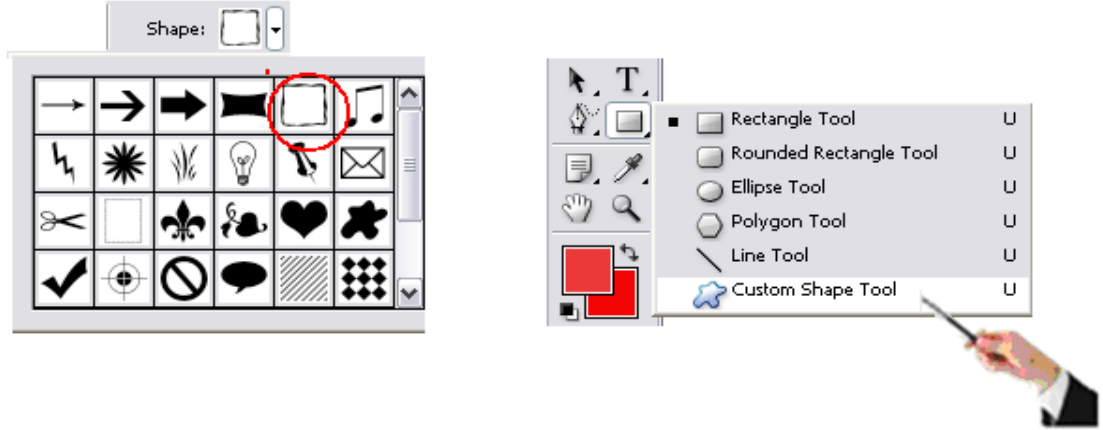 Shape:
T
Rectangle Tool U
Rounded Rectangle Tool U
Ellipse Tool U
Polygon Tool U
Line Tool U
Custom Shape Tool U